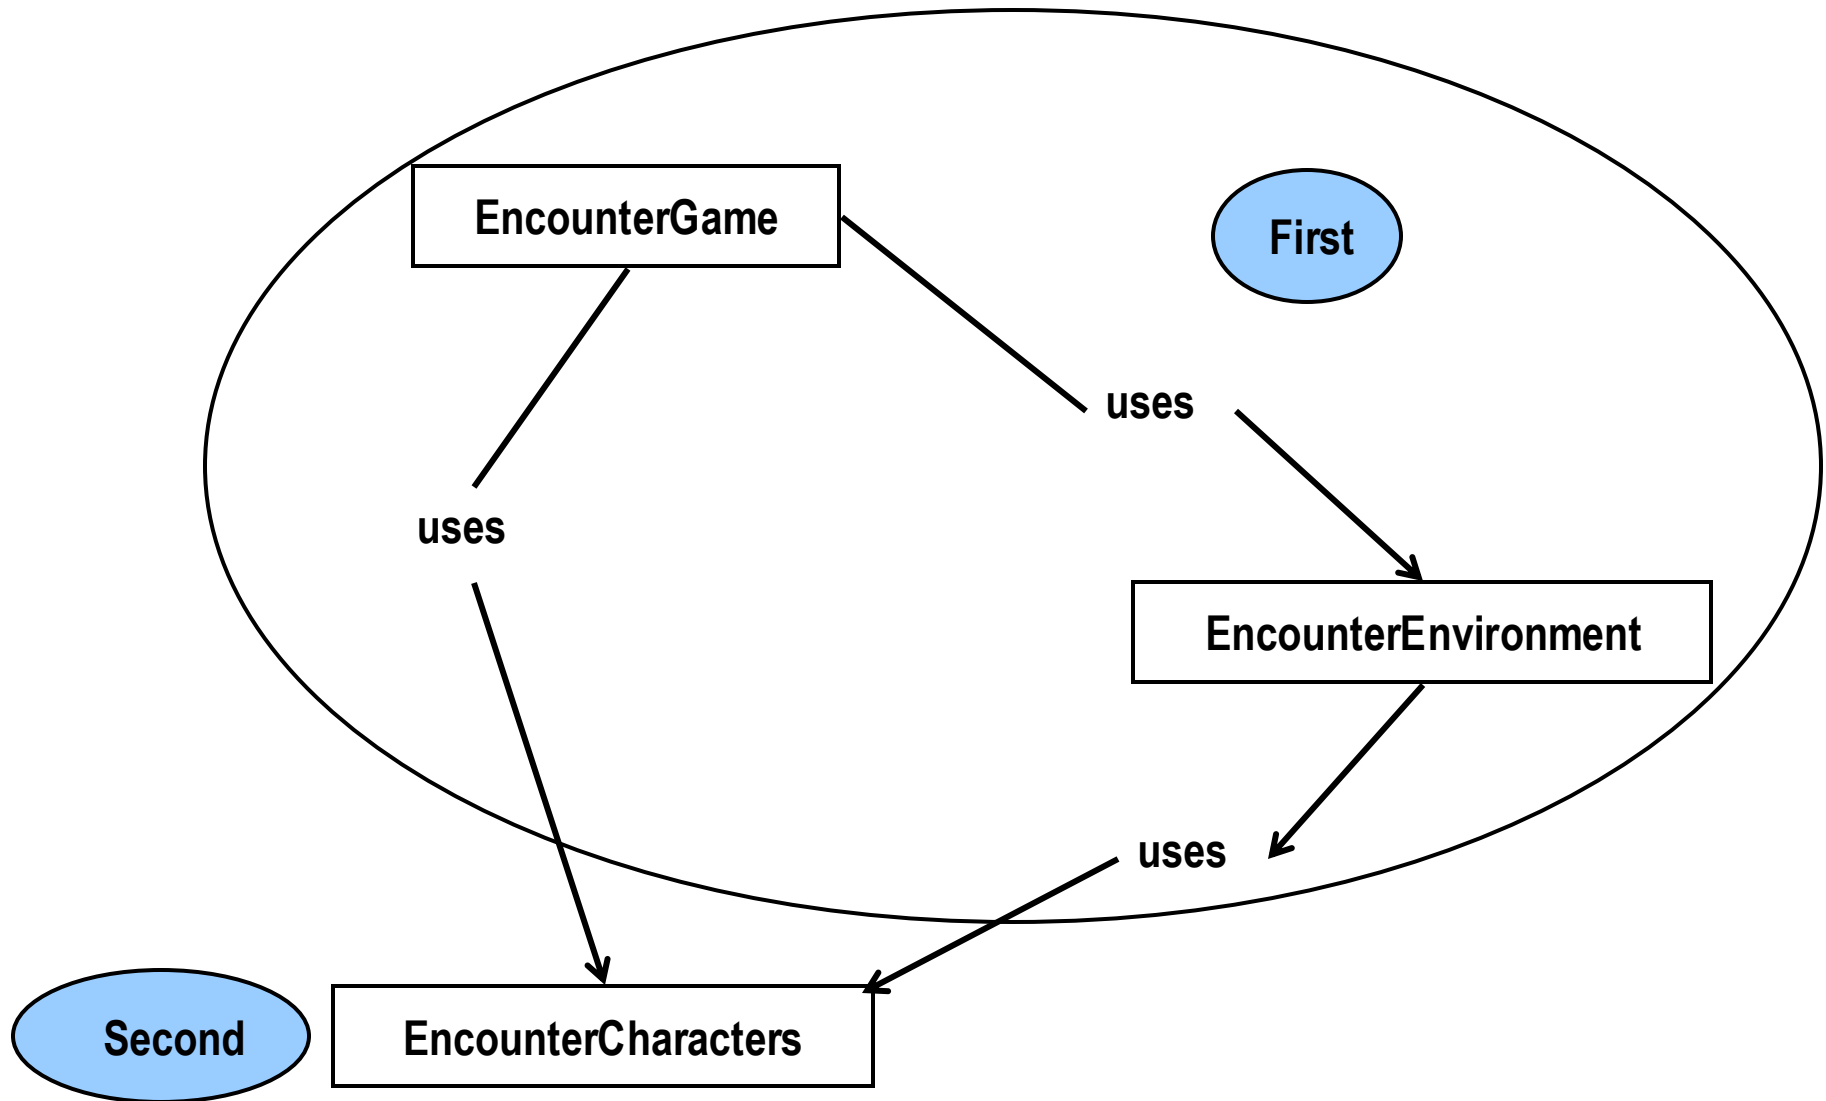 EncounterGame
First
uses
uses
EncounterEnvironment
uses
Second
EncounterCharacters